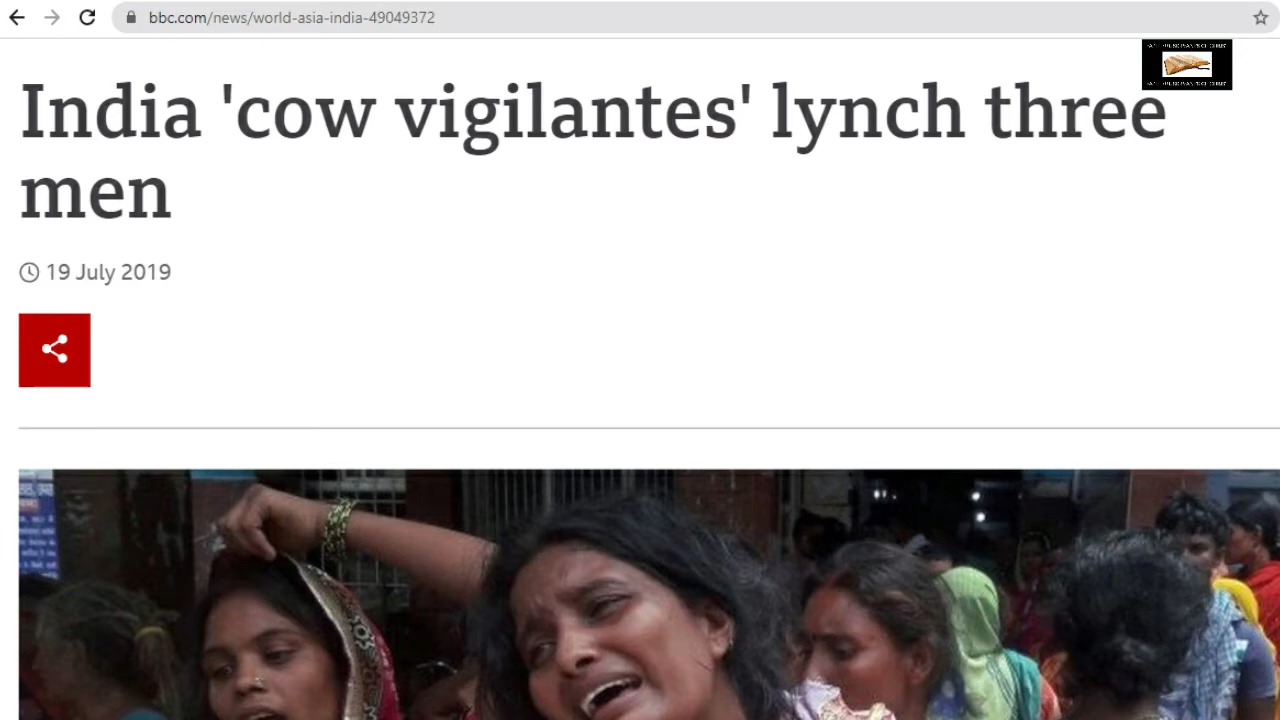 bbc.com/news/world-asia-india-49049372
India 'cow vigilantes' lynch three
men
19 July 2019